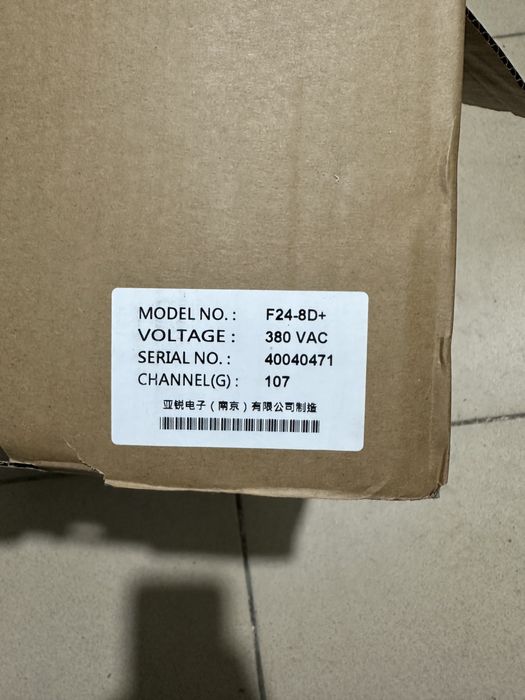 MODEL NO. : F24-8D+
VOLTAGE : 380 VAC
SERIAL NO. : 40040471
CHANNEL(G) : 107
亚锐电子（南京）有限公司制造